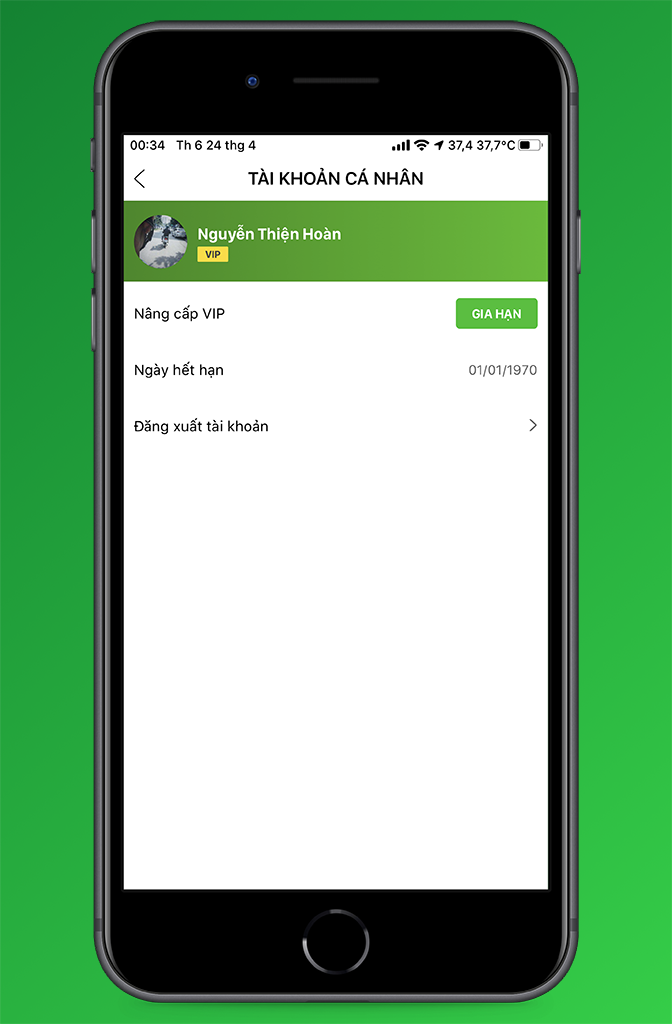 00:34 Th 6 24 thg 4 37,4 37,7°C
TÀI KHOẢN CÁ NHÂN
Nguyễn Thiện Hoàn
VIP
Nâng cấp VIP GIA HẠN
Ngày hết hạn 01/01/1970
Đăng xuất tài khoản